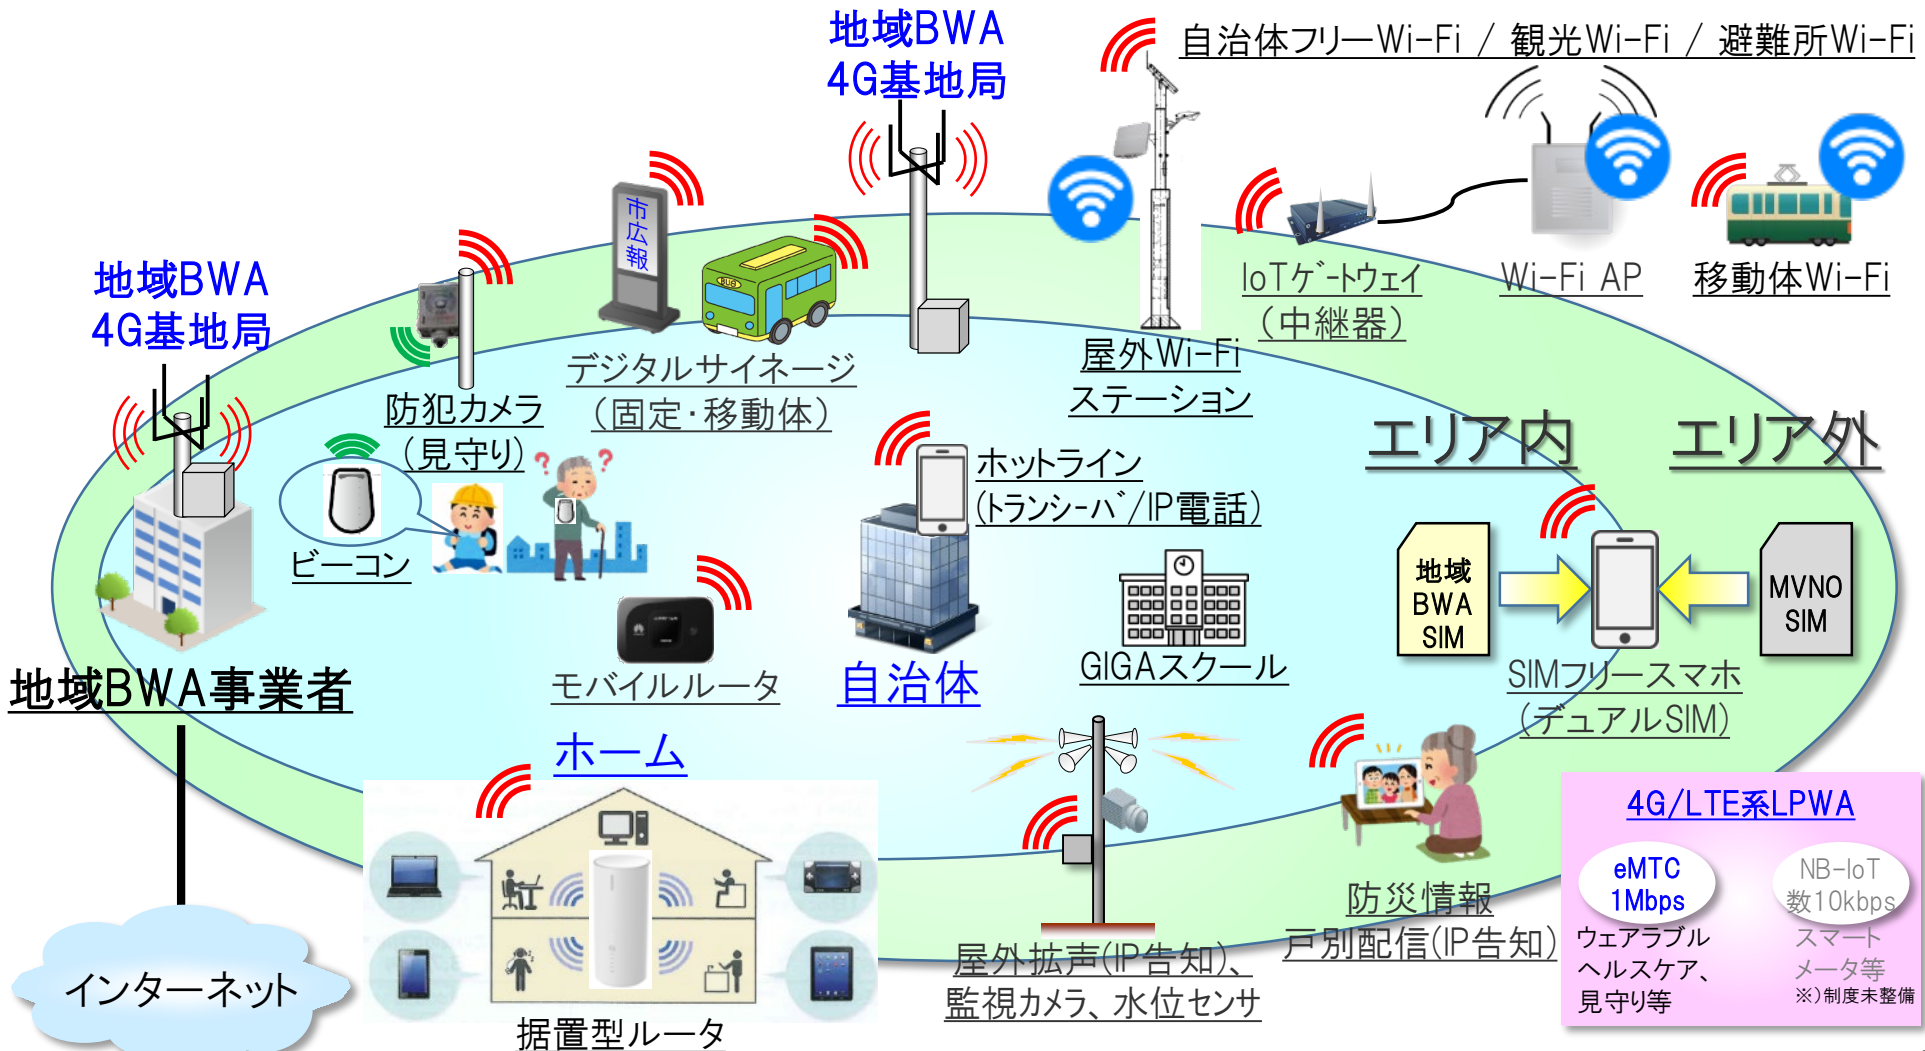 地域BWA
4G基地局
自治体フリーWi-Fi / 観光Wi-Fi / 避難所Wi-Fi
地域BWA
4G基地局
市広報
BUS
IoTゲートウェイ
(中継器)
Wi-Fi AP
移動体Wi-Fi
防犯カメラ
(見守り)
デジタルサイネージ
(固定・移動体)
屋外Wi-Fi
ステーション
エリア内
エリア外
ホットライン
(トランシーバ/IP電話)
? ?
ビーコン
地域
BWA
SIM
MVNO
SIM
地域BWA事業者
モバイルルータ
自治体
GIGAスクール
SIMフリースマホ
(デュアルSIM)
ホーム
4G/LTE系LPWA
eMTC
1Mbps
NB-IoT
数10kbps
ウェアラブル
ヘルスケア、
見守り等
スマート
メータ等
※)制度未整備
防災情報
戸別配信(IP告知)
屋外拡声(IP告知)、
監視カメラ、水位センサ
インターネット
据置型ルータ